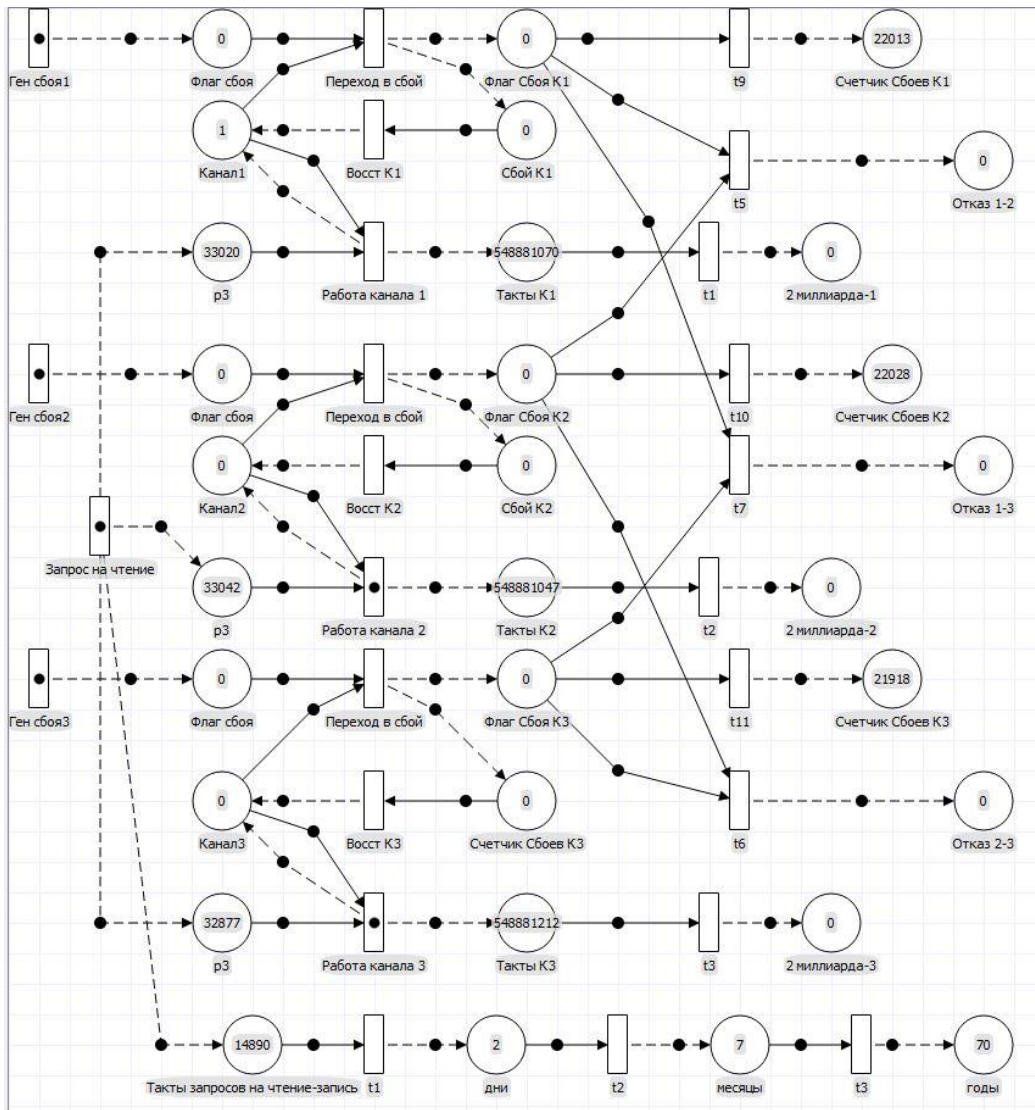 0
0
22013
Ген сбоя1
Флаг сбоя
Переход в сбой
Флаг Сбоя К1
t9
Счетчик Сбоев К1
1
0
0
Канал1
Восст К1
Сбой К1
t5
Отказ 1-2
33020
548881070
0
p3
Работа канала 1
Такты К1
t1
2 миллиарда-1
0
0
22028
Ген сбоя2
Флаг сбоя
Переход в сбой
Флаг Сбоя К2
t10
Счетчик Сбоев К2
0
0
0
Канал2
Восст К2
Сбой К2
t7
Отказ 1-3
Запрос на чтение
33042
548881047
0
p3
Работа канала 2
Такты К2
t2
2 миллиарда-2
0
0
21918
Ген сбоя3
Флаг сбоя
Переход в сбой
Флаг Сбоя К3
t11
Счетчик Сбоев К3
0
0
0
Канал3
Восст К3
Счетчик Сбоев К3
t6
Отказ 2-3
32877
548881212
0
p3
Работа канала 3
Такты К3
t3
2 миллиарда-3
14890
2
7
70
Такты запросов на чтение-запись
t1
дни
t2
месяцы
t3
годы